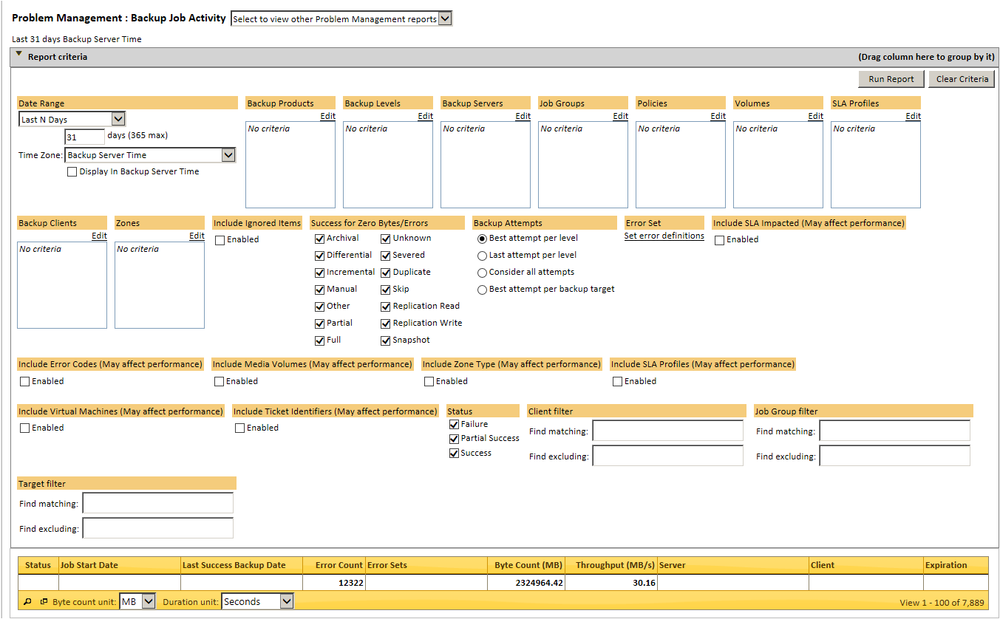 Problem Management : Backup Job Activity Select to view other Problem Management reports
Last 31 days Backup Server Time
Report criteria (Drag column here to group by it)
Run Report Clear Criteria
Date Range Backup Products Backup Levels Backup Servers Job Groups Policies Volumes SLA Profiles
Last N Days Edit Edit Edit Edit Edit Edit Edit
No criteria No criteria No criteria No criteria No criteria No criteria No criteria
31 days (365 max)
Time Zone: Backup Server Time
Display In Backup Server Time
Backup Clients Zones Include Ignored Items Success for Zero Bytes/Errors Backup Attempts Error Set Include SLA Impacted (May affect performance)
Edit Edit Enabled Archival Unknown Best attempt per level Set error definitions Enabled
No criteria No criteria
Differential Severed Last attempt per level
Incremental Duplicate Consider all attempts
Manual Skip Best attempt per backup target
Other Replication Read
Partial Replication Write
Full Snapshot
Include Error Codes (May affect performance) Include Media Volumes (May affect performance) Include Zone Type (May affect performance) Include SLA Profiles (May affect performance)
Enabled Enabled Enabled Enabled
Include Virtual Machines (May affect performance) Include Ticket Identifiers (May affect performance) Status Client filter Job Group filter
Enabled Enabled Failure Find matching: Find matching:
Partial Success
Success Find excluding: Find excluding:
Target filter
Find matching:
Find excluding:
Status Job Start Date Last Success Backup Date Error Count Error Sets Byte Count (MB) Throughput (MB/s) Server Client Expiration
12322 2324964.42 30.16
Byte count unit: MB Duration unit: Seconds View 1 - 100 of 7,889